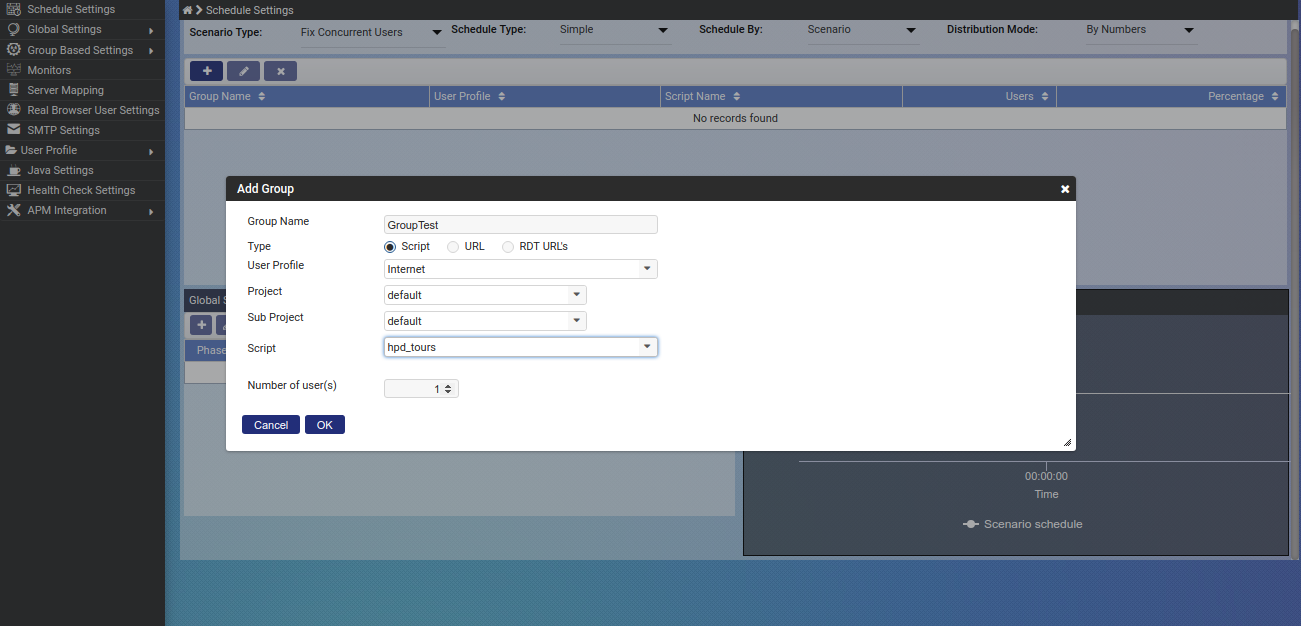 Schedule Settings
Global Settings
Group Based Settings
Monitors
Server Mapping
Real Browser User Settings
SMTP Settings
User Profile
Java Settings
Health Check Settings
APM Integration
Schedule Settings
Scenario Type: Fix Concurrent Users Schedule Type: Simple Schedule By: Scenario Distribution Mode: By Numbers
Group Name User Profile Script Name Users Percentage
No records found
Add Group
Group Name GroupTest
Type Script URL RDT URL's
User Profile Internet
Project default
Sub Project default
Script hpd_tours
Number of user(s) 1
Cancel OK
Global S
Phase
00:00:00
Time
Scenario schedule